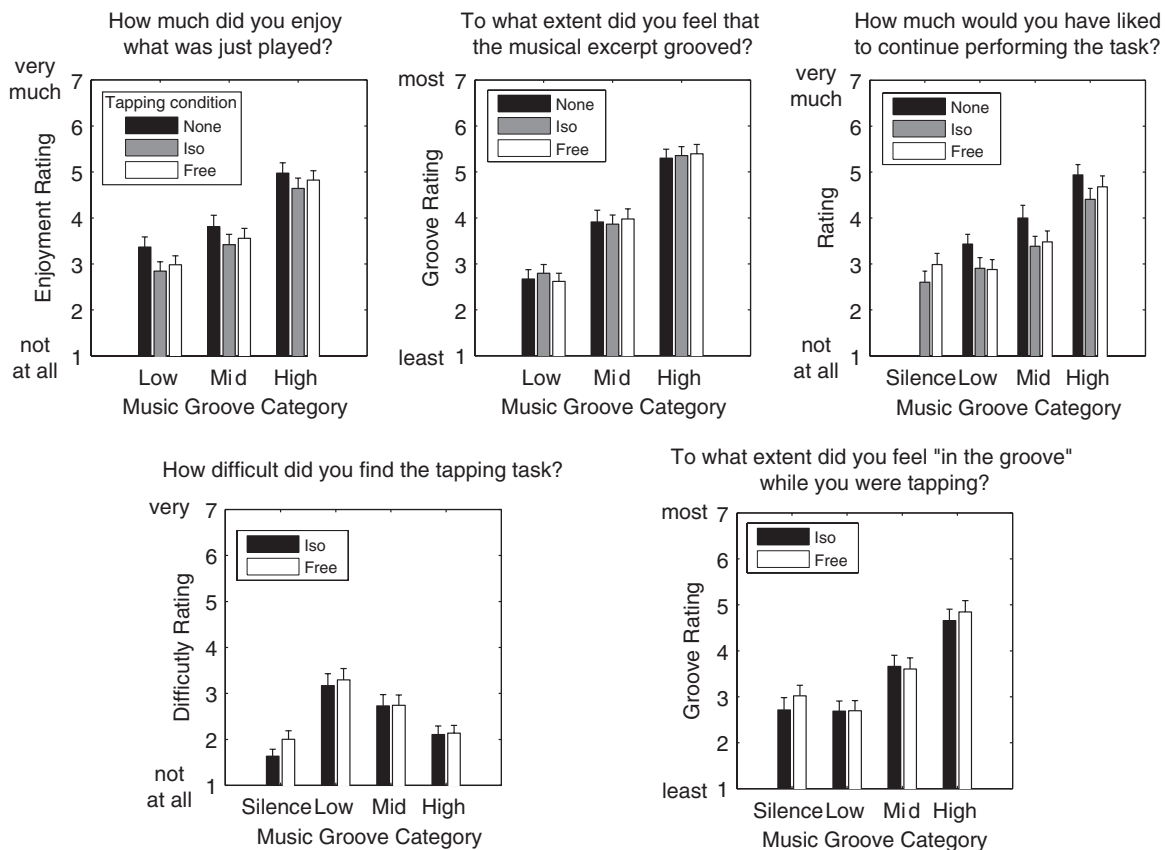 How much did you enjoy
what was just played?
very
much
7
6
5
4
3
2
1
not
at all
Enjoyment Rating
Tapping condition
None
Iso
Free
Low Mid High
Music Groove Category
To what extent did you feel that
the musical excerpt grooved?
most
7
6
5
4
3
2
1
least
Groove Rating
None
Iso
Free
Low Mid High
Music Groove Category
How much would you have liked
to continue performing the task?
very
much
7
6
5
4
3
2
1
not
at all
Rating
None
Iso
Free
Silence Low Mid High
Music Groove Category
How difficult did you find the tapping task?
very
7
6
5
4
3
2
1
not
at all
Difficutly Rating
Iso
Free
Silence Low Mid High
Music Groove Category
To what extent did you feel "in the groove"
while you were tapping?
most
7
6
5
4
3
2
1
least
Groove Rating
Iso
Free
Silence Low Mid High
Music Groove Category